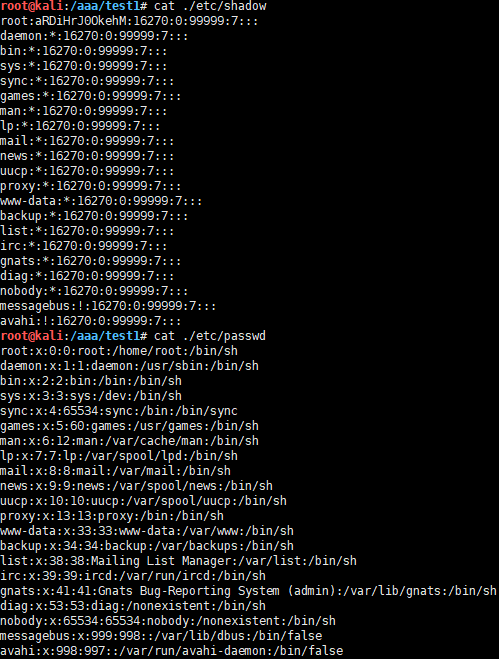 root@kali:/aaa/test1# cat ./etc/shadow
root:aRDiHrJ0OkehM:16270:0:99999:7:::
daemon:*:16270:0:99999:7:::
bin:*:16270:0:99999:7:::
sys:*:16270:0:99999:7:::
sync:*:16270:0:99999:7:::
games:*:16270:0:99999:7:::
man:*:16270:0:99999:7:::
lp:*:16270:0:99999:7:::
mail:*:16270:0:99999:7:::
news:*:16270:0:99999:7:::
uucp:*:16270:0:99999:7:::
proxy:*:16270:0:99999:7:::
www-data:*:16270:0:99999:7:::
backup:*:16270:0:99999:7:::
list:*:16270:0:99999:7:::
irc:*:16270:0:99999:7:::
gnats:*:16270:0:99999:7:::
diag:*:16270:0:99999:7:::
nobody:*:16270:0:99999:7:::
messagebus:!:16270:0:99999:7:::
avahi:!:16270:0:99999:7:::
root@kali:/aaa/test1# cat ./etc/passwd
root:x:0:0:root:/home/root:/bin/sh
daemon:x:1:1:daemon:/usr/sbin:/bin/sh
bin:x:2:2:bin:/bin:/bin/sh
sys:x:3:3:sys:/dev:/bin/sh
sync:x:4:65534:sync:/bin:/bin/sync
games:x:5:60:games:/usr/games:/bin/sh
man:x:6:12:man:/var/cache/man:/bin/sh
lp:x:7:7:lp:/var/spool/lpd:/bin/sh
mail:x:8:8:mail:/var/mail:/bin/sh
news:x:9:9:news:/var/spool/news:/bin/sh
uucp:x:10:10:uucp:/var/spool/uucp:/bin/sh
proxy:x:13:13:proxy:/bin:/bin/sh
www-data:x:33:33:www-data:/var/www:/bin/sh
backup:x:34:34:backup:/var/backups:/bin/sh
list:x:38:38:Mailing List Manager:/var/list:/bin/sh
irc:x:39:39:ircd:/var/run/ircd:/bin/sh
gnats:x:41:41:Gnats Bug-Reporting System (admin):/var/lib/gnats:/bin/sh
diag:x:53:53:diag:/nonexistent:/bin/sh
nobody:x:65534:65534:nobody:/nonexistent:/bin/sh
messagebus:x:999:998::/var/lib/dbus:/bin/false
avahi:x:998:997::/var/run/avahi-daemon:/bin/false